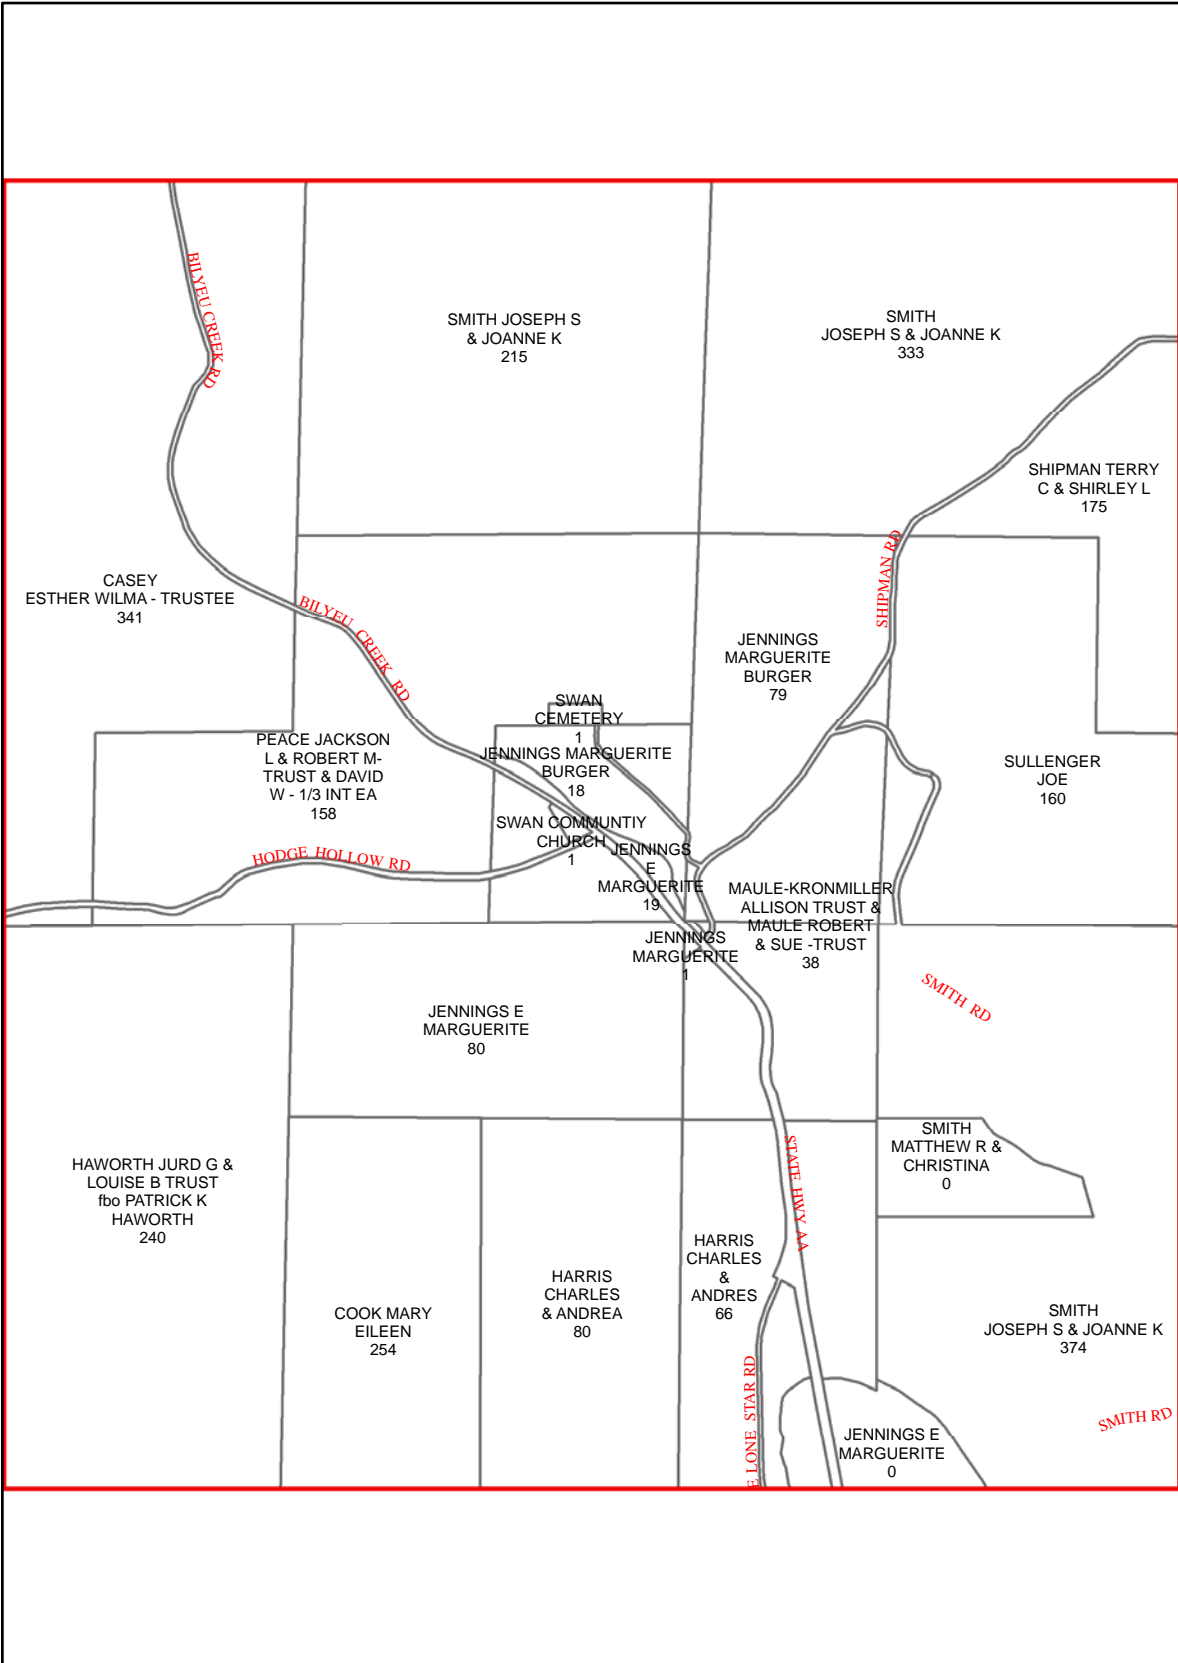 BILYEU CREEK RD
SMITH JOSEPH S
& JOANNE K
215
SMITH
JOSEPH S & JOANNE K
333
SHIPMAN TERRY
C & SHIRLEY L
175
SHIPMAN RD
CASEY
ESTHER WILMA - TRUSTEE
341
BILYEU CREEK RD
JENNINGS
MARGUERITE
BURGER
79
SWAN
CEMETERY
1
PEACE JACKSON
L & ROBERT M-
TRUST & DAVID
W - 1/3 INT EA
158
JENNINGS MARGUERITE
BURGER
18
SULLENGER
JOE
160
SWAN COMMUNTIY
CHURCH
1
HODGE HOLLOW RD
JENNINGS
E
MARGUERITE
19
MAULE-KRONMILLER
ALLISON TRUST &
MAULE ROBERT
& SUE -TRUST
38
JENNINGS
MARGUERITE
1
SMITH RD
JENNINGS E
MARGUERITE
80
SMITH
MATTHEW R &
CHRISTINA
0
HAWORTH JURD G &
LOUISE B TRUST
fbo PATRICK K
HAWORTH
240
STATE HWY AA
HARRIS
CHARLES
&
ANDRES
66
HARRIS
CHARLES
& ANDREA
80
COOK MARY
EILEEN
254
SMITH
JOSEPH S & JOANNE K
374
E LONE STAR RD
SMITH RD
JENNINGS E
MARGUERITE
0